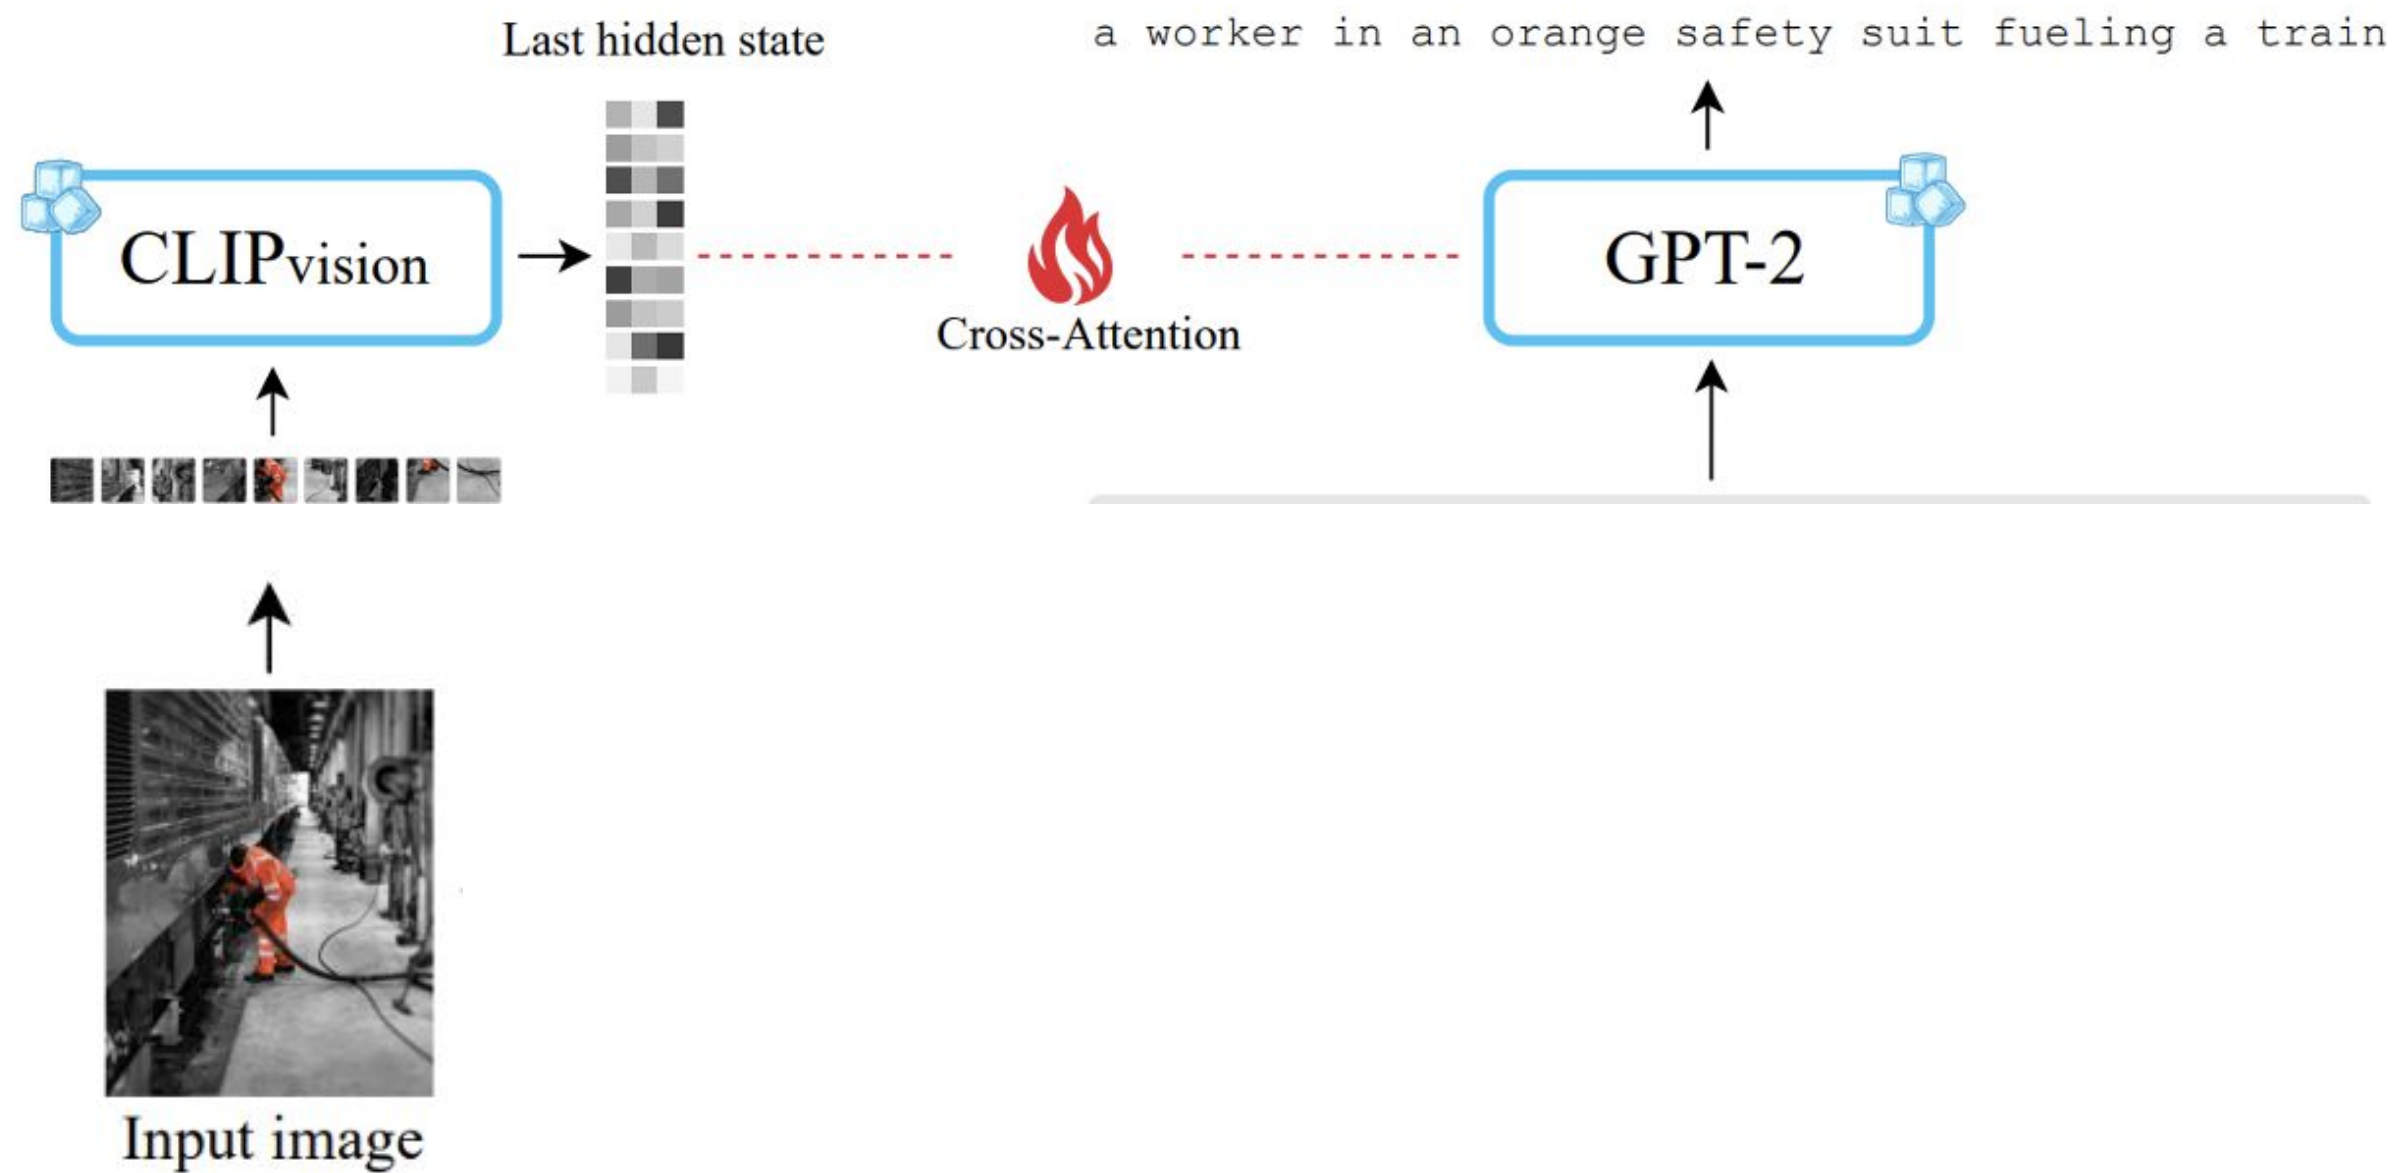 Last hidden state
a worker in an orange safety suit fueling a train
CLIPvision
GPT-2
Cross-Attention
Input image